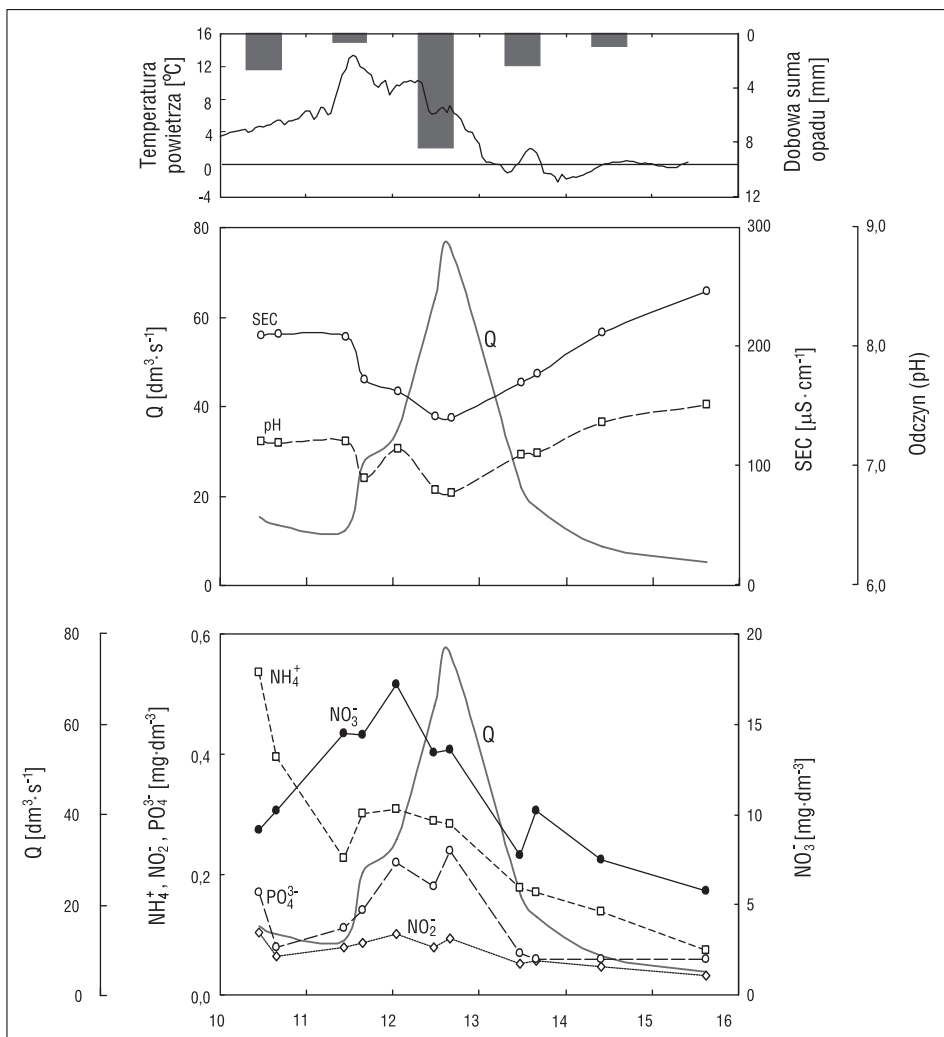 Temperatura
powietrza [ºC]
16
12
8
4
0
-4
0
4
8
12
Dobowa suma
opadu [mm]
Q [dm³·s⁻¹]
80
60
40
20
0
SEC
pH
Q
300
200
100
0
SEC [µS·cm⁻¹]
9,0
8,0
7,0
6,0
Odczyn (pH)
Q [dm³·s⁻¹]
80
60
40
20
0
NH₄⁺, NO₂⁻, PO₄³⁻ [mg·dm⁻³]
0,6
0,4
0,2
0,0
NH₄⁺
NO₃⁻
Q
PO₄³⁻
NO₂⁻
20
15
10
5
0
NO₃⁻ [mg·dm⁻³]
10 11 12 13 14 15 16